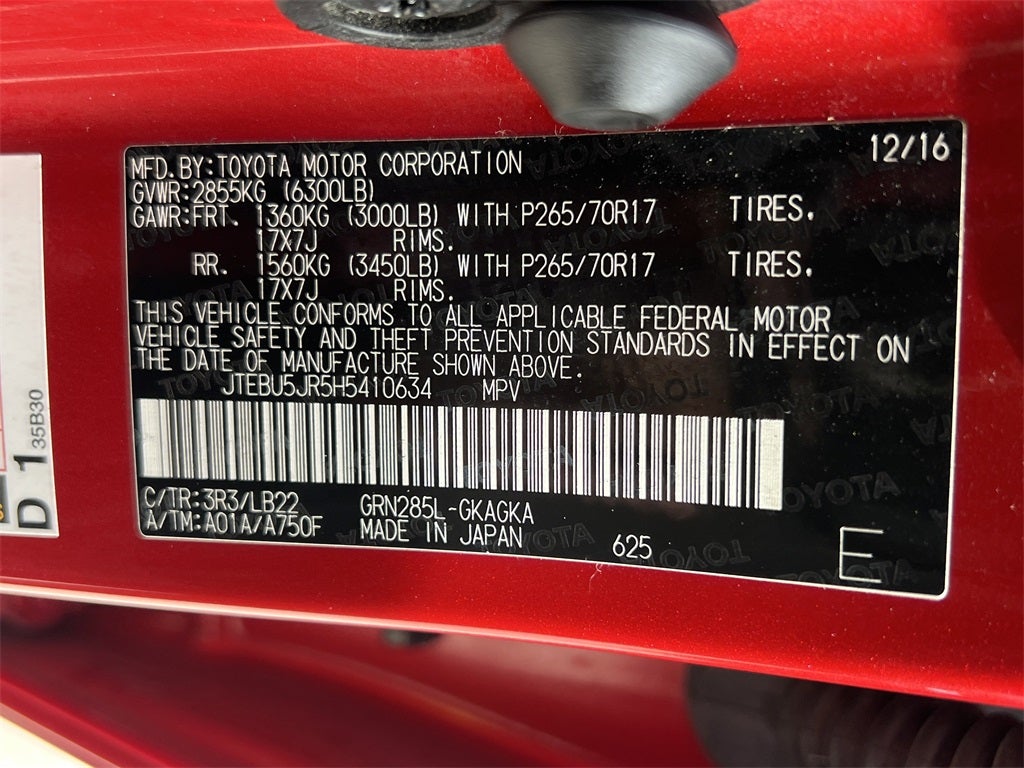 12/16
MFD.BY:TOYOTA MOTOR CORPORATION
GVWR:2855KG (6300LB)
GAWR:FRT. 1360KG (3000LB) WITH P265/70R17 TIRES.
17X7J RIMS.
RR. 1560KG (3450LB) WITH P265/70R17 TIRES.
17X7J RIMS.
THIS VEHICLE CONFORMS TO ALL APPLICABLE FEDERAL MOTOR
VEHICLE SAFETY AND THEFT PREVENTION STANDARDS IN EFFECT ON
THE DATE OF MANUFACTURE SHOWN ABOVE.
JTEBU5JR5H5410634 MPV
C/TR:3R3/LB22 GRN285L-GKAGKA
A/TM:A01A/A750F MADE IN JAPAN 625 E
D 1 35B30